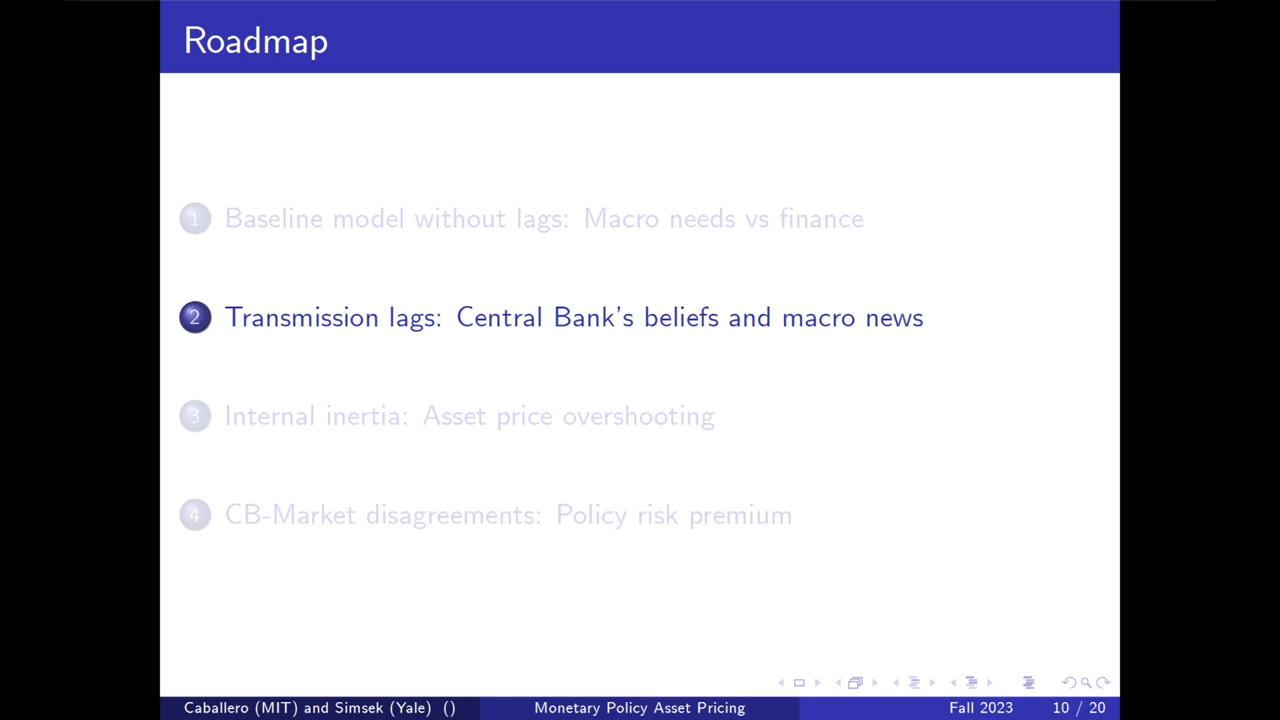 Roadmap
1 Baseline model without lags: Macro needs vs finance
2 Transmission lags: Central Bank's beliefs and macro news
3 Internal inertia: Asset price overshooting
4 CB-Market disagreements: Policy risk premium
Caballero (MIT) and Simsek (Yale) () Monetary Policy Asset Pricing Fall 2023 10 / 20